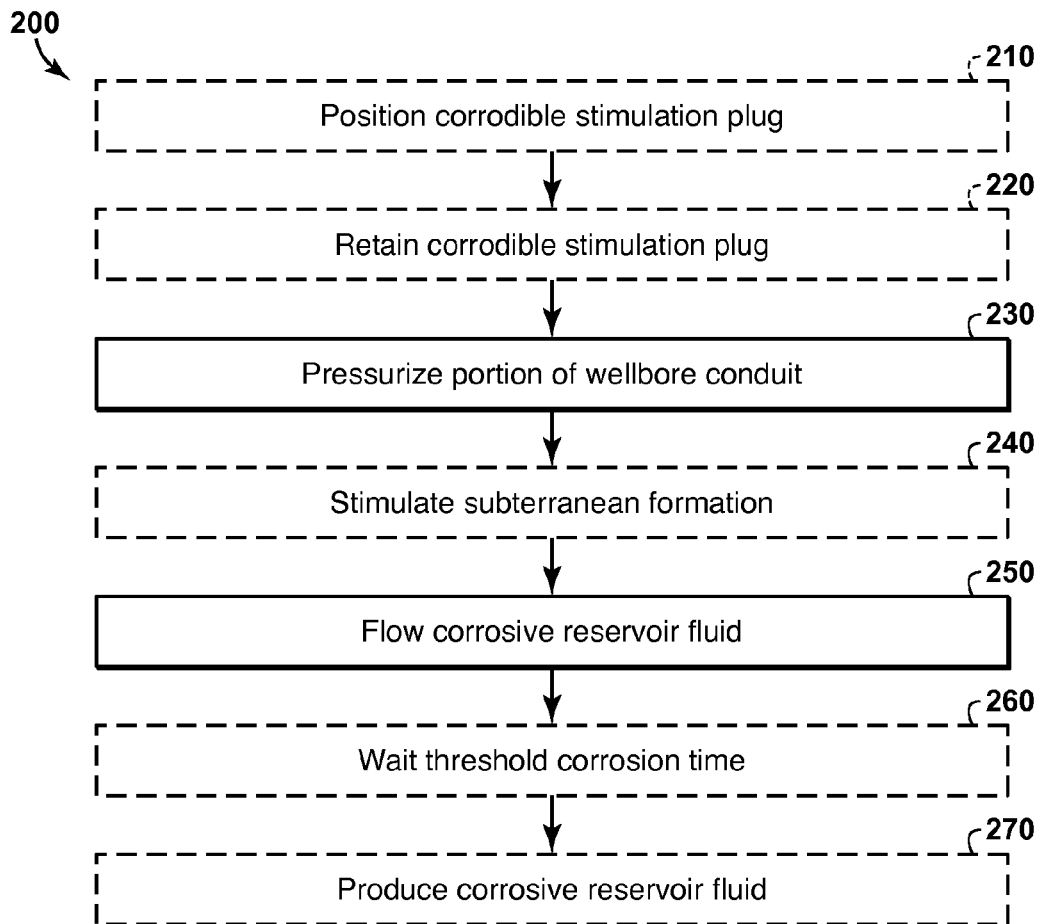 200
210
Position corrodible stimulation plug
220
Retain corrodible stimulation plug
230
Pressurize portion of wellbore conduit
240
Stimulate subterranean formation
250
Flow corrosive reservoir fluid
260
Wait threshold corrosion time
270
Produce corrosive reservoir fluid